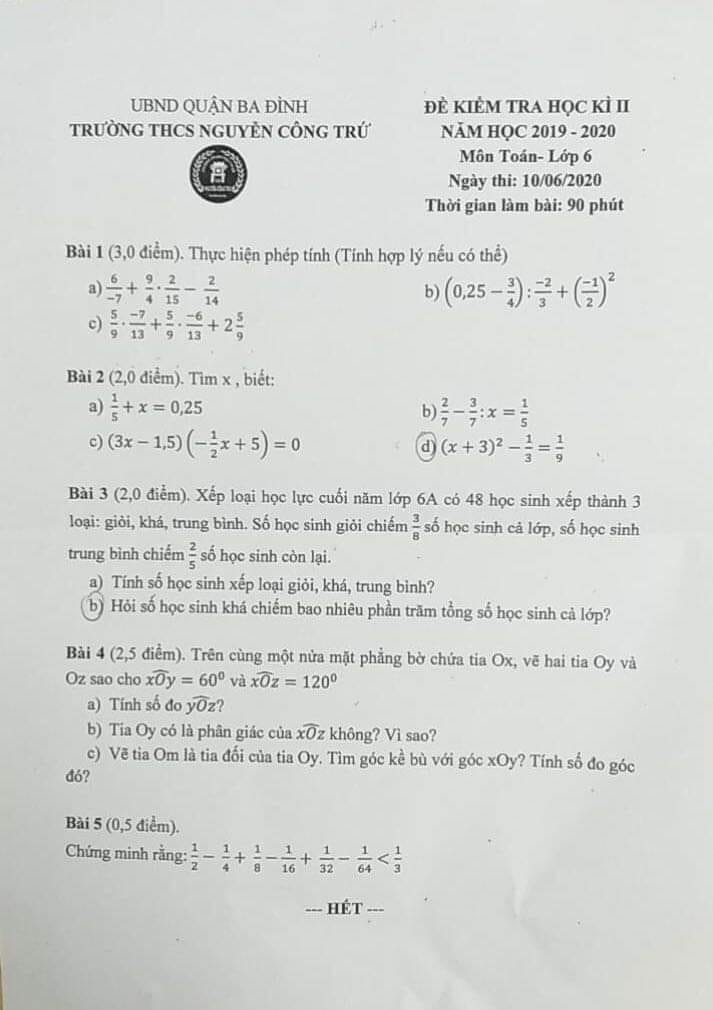 UBND QUẬN BA ĐÌNH
TRƯỜNG THCS NGUYỄN CÔNG TRỨ
ĐỀ KIỂM TRA HỌC KÌ II
NĂM HỌC 2019 - 2020
Môn Toán- Lớp 6
Ngày thi: 10/06/2020
Thời gian làm bài: 90 phút
Bài 1 (3,0 điểm). Thực hiện phép tính (Tính hợp lý nếu có thể)
a) 6/-7 + 9/4 . 2/15 − 2/14
b) (0,25 − 3/4) : -2/3 + (-1/2)²
c) 5/9 . -7/13 + 5/9 . -6/13 + 2 5/9
Bài 2 (2,0 điểm). Tìm x , biết:
a) 1/5 + x = 0,25
b) 2/7 − 3/7 : x = 1/5
c) (3x − 1,5)(−1/2 x + 5) = 0
d) (x + 3)² − 1/3 = 1/9
Bài 3 (2,0 điểm). Xếp loại học lực cuối năm lớp 6A có 48 học sinh xếp thành 3
loại: giỏi, khá, trung bình. Số học sinh giỏi chiếm 3/8 số học sinh cả lớp, số học sinh
trung bình chiếm 2/5 số học sinh còn lại.
a) Tính số học sinh xếp loại giỏi, khá, trung bình?
b) Hỏi số học sinh khá chiếm bao nhiêu phần trăm tổng số học sinh cả lớp?
Bài 4 (2,5 điểm). Trên cùng một nửa mặt phẳng bờ chứa tia Ox, vẽ hai tia Oy và
Oz sao cho xÔy = 60⁰ và xÔz = 120⁰
a) Tính số đo yÔz?
b) Tia Oy có là phân giác của xÔz không? Vì sao?
c) Vẽ tia Om là tia đối của tia Oy. Tìm góc kề bù với góc xOy? Tính số đo góc
đó?
Bài 5 (0,5 điểm).
Chứng minh rằng: 1/2 − 1/4 + 1/8 − 1/16 + 1/32 − 1/64 < 1/3
--- HẾT ---